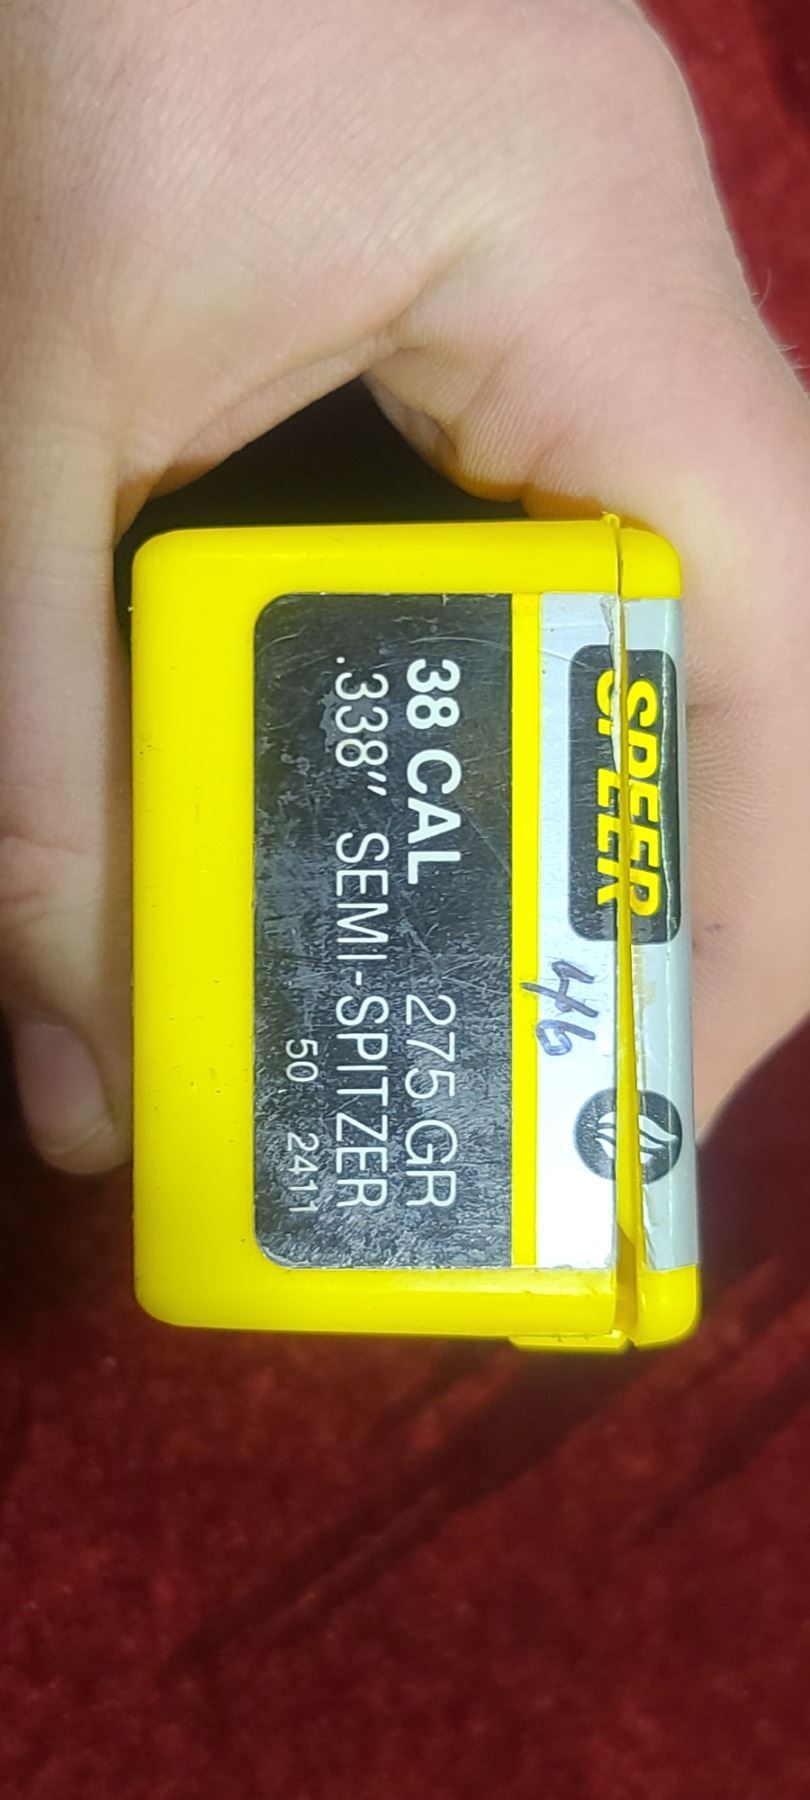 SPEER
46
38 CAL 275 GR
.338" SEMI-SPITZER
50 2411